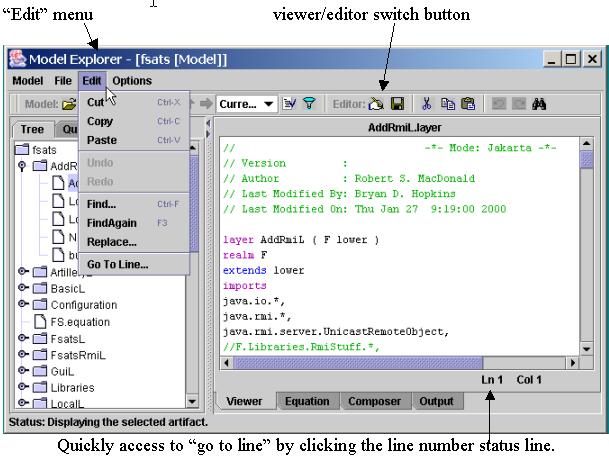 “Edit” menu
viewer/editor switch button
Model Explorer - [fsats [Model]]
Model File Edit Options
Model: Curre... Editor:
Cut Ctrl-X
Copy Ctrl-C
Paste Ctrl-V
Undo
Redo
Find... Ctrl-F
FindAgain F3
Replace...
Go To Line...
Tree Qu
fsats
AddR
Ac
Lo
Lo
N
bu
ArtilleryL
BasicL
Configuration
FS.equation
FsatsL
FsatsRmiL
GuiL
Libraries
LocalL
AddRmiL.layer
// -*- Mode: Jakarta -*-
// Version :
// Author : Robert S. MacDonald
// Last Modified By: Bryan D. Hopkins
// Last Modified On: Thu Jan 27 9:19:00 2000
layer AddRmiL ( F lower )
realm F
extends lower
imports
java.io.*,
java.rmi.*,
java.rmi.server.UnicastRemoteObject,
//F.Libraries.RmiStuff.*,
Ln 1 Col 1
Viewer Equation Composer Output
Status: Displaying the selected artifact.
Quickly access to “go to line” by clicking the line number status line.